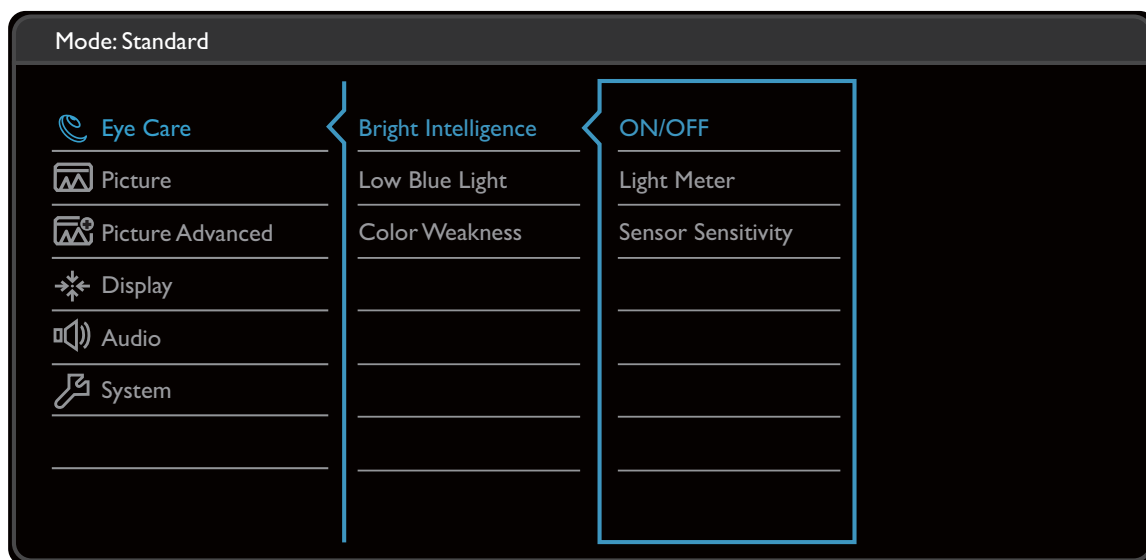 Mode: Standard
Eye Care
Picture
Picture Advanced
Display
Audio
System
Bright Intelligence
Low Blue Light
Color Weakness
ON/OFF
Light Meter
Sensor Sensitivity